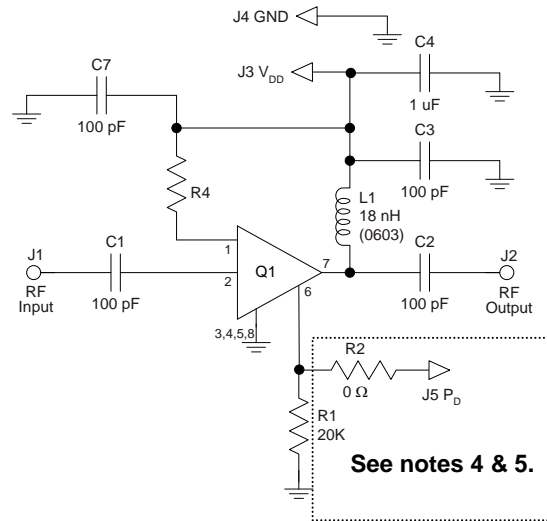 J4 GND
J3 VDD
C4
1 uF
C7
100 pF
C3
100 pF
R4
L1
18 nH
(0603)
J1
RF
Input
C1
100 pF
1
2
Q1
7
6
3,4,5,8
C2
100 pF
J2
RF
Output
R2
0 Ω
J5 PD
R1
20K
See notes 4 & 5.